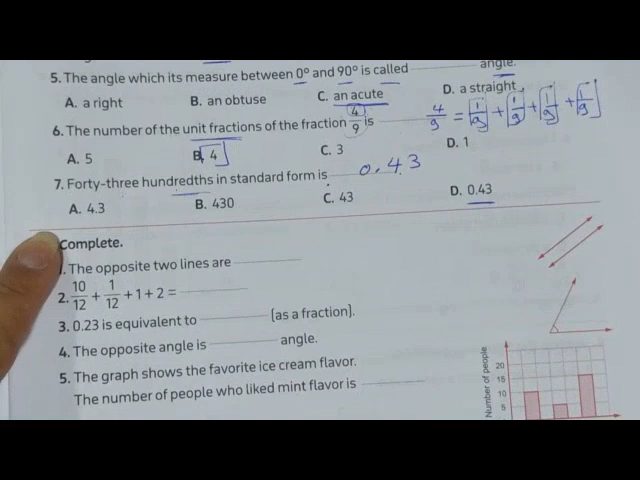 5. The angle which its measure between 0° and 90° is called angle.
A. a right B. an obtuse C. an acute D. a straight
6. The number of the unit fractions of the fraction 4/9 is
4/9 = 1/9 + 1/9 + 1/9 + 1/9
A. 5 B. 4 C. 3 D. 1
7. Forty-three hundredths in standard form is 0.43
A. 4.3 B. 430 C. 43 D. 0.43
Complete.
1. The opposite two lines are
2. 10/12 + 1/12 + 1 + 2 =
3. 0.23 is equivalent to [as a fraction].
4. The opposite angle is angle.
5. The graph shows the favorite ice cream flavor.
The number of people who liked mint flavor is
Number of people
20
15
10
5